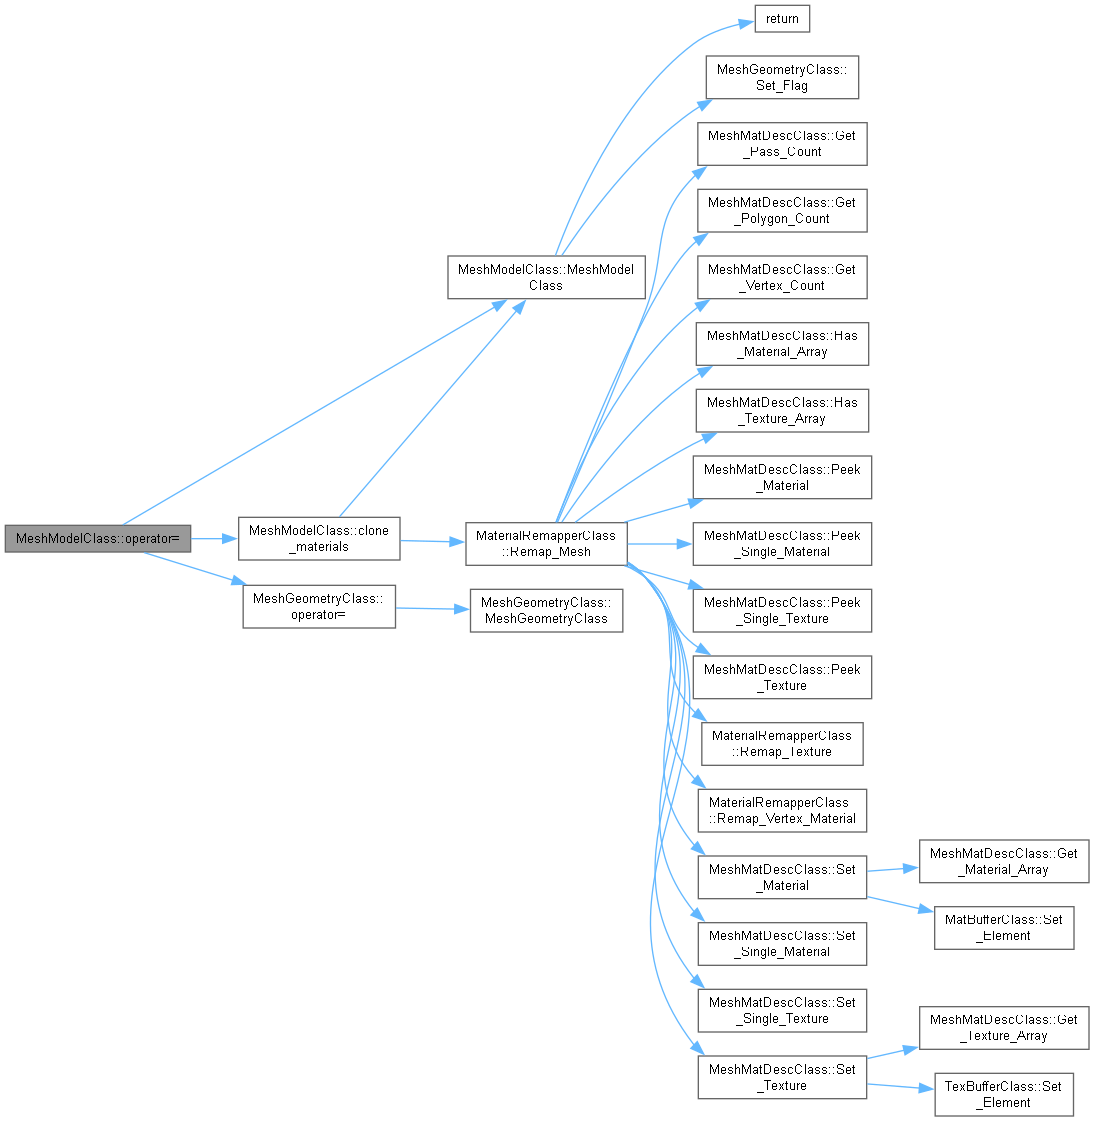 return
MeshGeometryClass::
Set_Flag
MeshMatDescClass::Get
_Pass_Count
MeshMatDescClass::Get
_Polygon_Count
MeshModelClass::MeshModel
Class
MeshMatDescClass::Get
_Vertex_Count
MeshMatDescClass::Has
_Material_Array
MeshMatDescClass::Has
_Texture_Array
MeshMatDescClass::Peek
_Material
MeshModelClass::operator=
MeshModelClass::clone
_materials
MaterialRemapperClass
::Remap_Mesh
MeshMatDescClass::Peek
_Single_Material
MeshGeometryClass::
operator=
MeshGeometryClass::
MeshGeometryClass
MeshMatDescClass::Peek
_Single_Texture
MeshMatDescClass::Peek
_Texture
MaterialRemapperClass
::Remap_Texture
MaterialRemapperClass
::Remap_Vertex_Material
MeshMatDescClass::Set
_Material
MeshMatDescClass::Get
_Material_Array
MatBufferClass::Set
_Element
MeshMatDescClass::Set
_Single_Material
MeshMatDescClass::Set
_Single_Texture
MeshMatDescClass::Get
_Texture_Array
MeshMatDescClass::Set
_Texture
TexBufferClass::Set
_Element